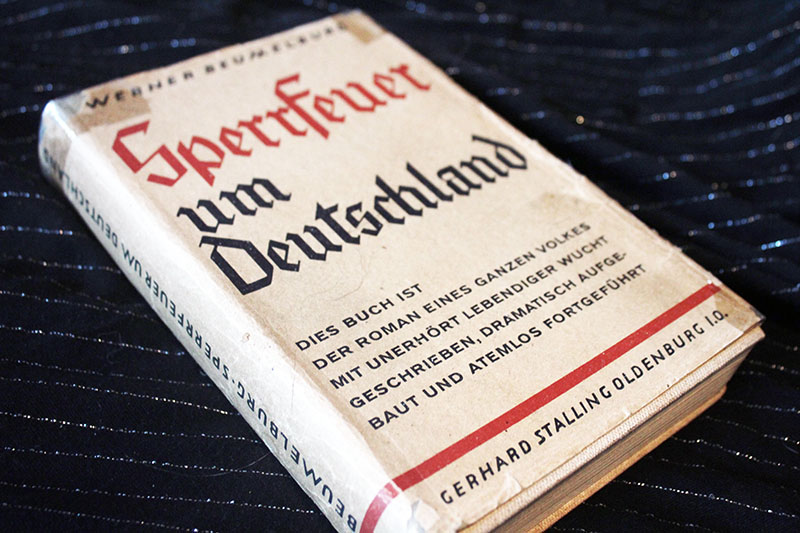 WERNER BEUMELBURG
Sperrfeuer
um
Deutschland
DIES BUCH IST
DER ROMAN EINES GANZEN VOLKES
MIT UNERHÖRT LEBENDIGER WUCHT
GESCHRIEBEN, DRAMATISCH AUFGE-
BAUT UND ATEMLOS FORTGEFÜHRT
GERHARD STALLING OLDENBURG I.O.
BEUMELBURG · SPERRFEUER UM DEUTSCHLAND